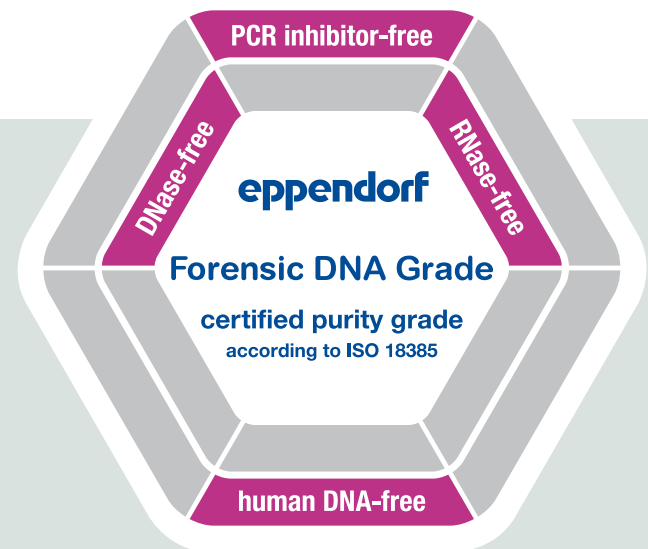 PCR inhibitor-free
DNase-free
RNase-free
eppendorf
Forensic DNA Grade
certified purity grade
according to ISO 18385
human DNA-free